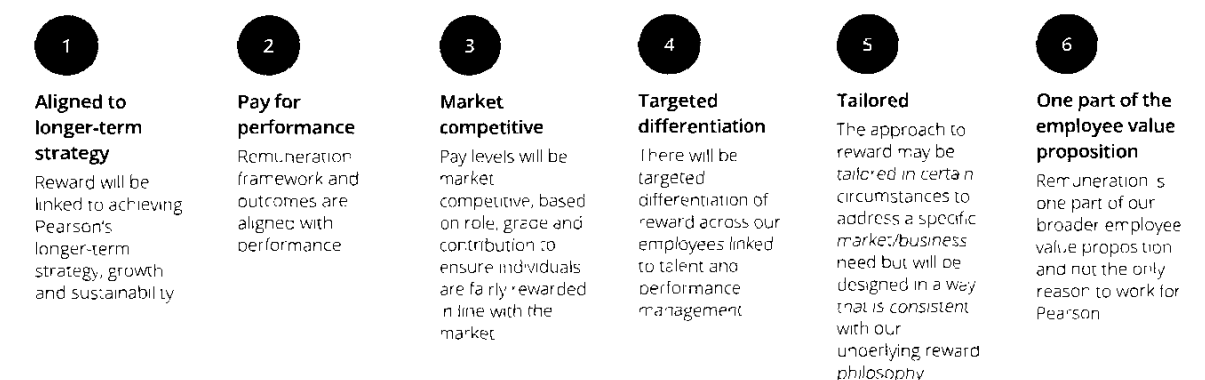 1
Aligned to
longer-term
strategy
Reward will be
linked to achieving
Pearson's
longer-term
strategy, growth
and sustainability
2
Pay for
performance
Remuneration
framework and
outcomes are
aligned with
performance
3
Market
competitive
Pay levels will be
market
competitive, based
on role, grade and
contribution to
ensure individuals
are fairly rewarded
in line with the
market
4
Targeted
differentiation
There will be
targeted
differentiation of
reward across our
employees linked
to talent and
performance
management
5
Tailored
The approach to
reward may be
tailored in certain
circumstances to
address a specific
market/business
need but will be
designed in a way
that is consistent
with our
underlying reward
philosophy
6
One part of the
employee value
proposition
Remuneration is
one part of our
broader employee
value proposition
and not the only
reason to work for
Pearson